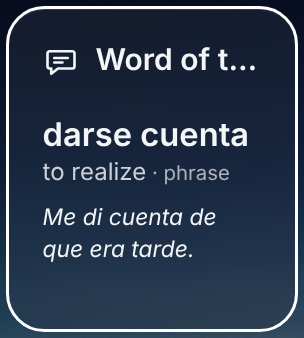 Word of t...
darse cuenta
to realize · phrase
Me di cuenta de
que era tarde.